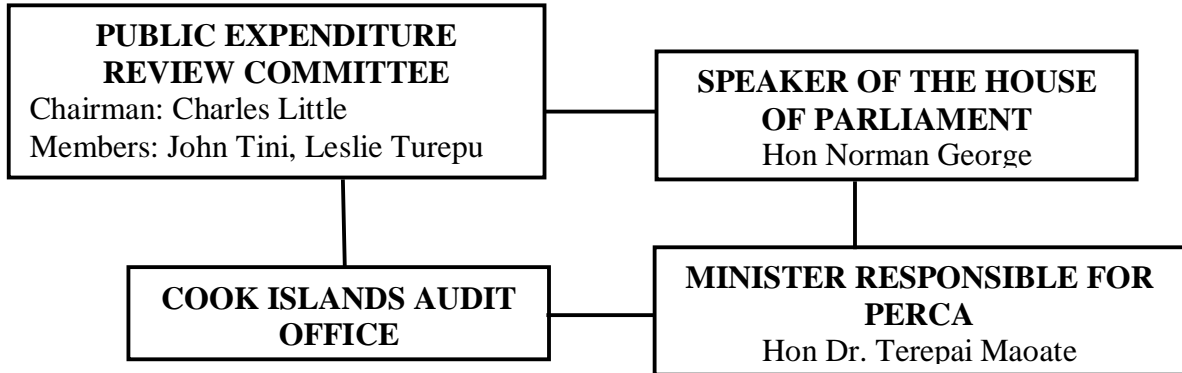 PUBLIC EXPENDITURE
REVIEW COMMITTEE
Chairman: Charles Little
Members: John Tini, Leslie Turepu
SPEAKER OF THE HOUSE
OF PARLIAMENT
Hon Norman George
COOK ISLANDS AUDIT
OFFICE
MINISTER RESPONSIBLE FOR
PERCA
Hon Dr. Terepai Maoate